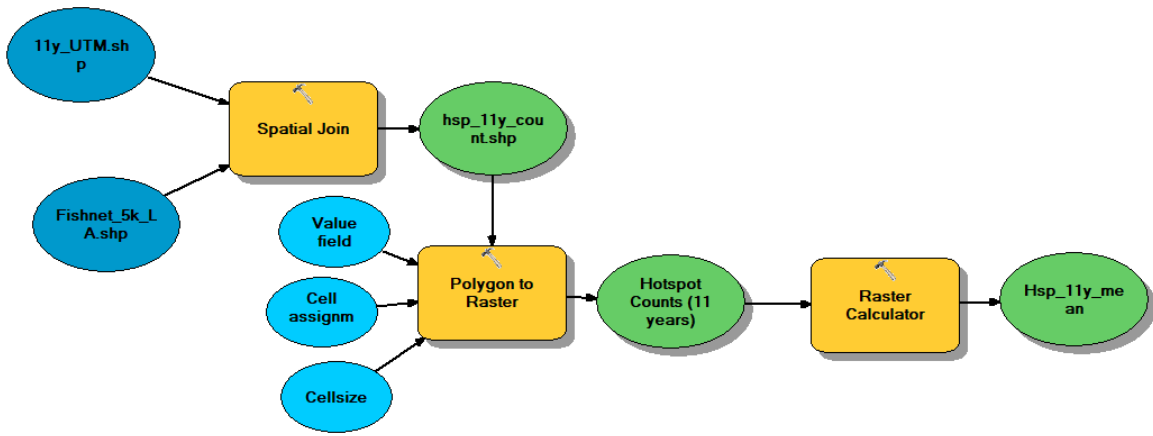 11y_UTM.sh
p
Spatial Join
hsp_11y_cou
nt.shp
Fishnet_5k_L
A.shp
Value
field
Cell
assignm
Cellsize
Polygon to
Raster
Hotspot
Counts (11
years)
Raster
Calculator
Hsp_11y_me
an